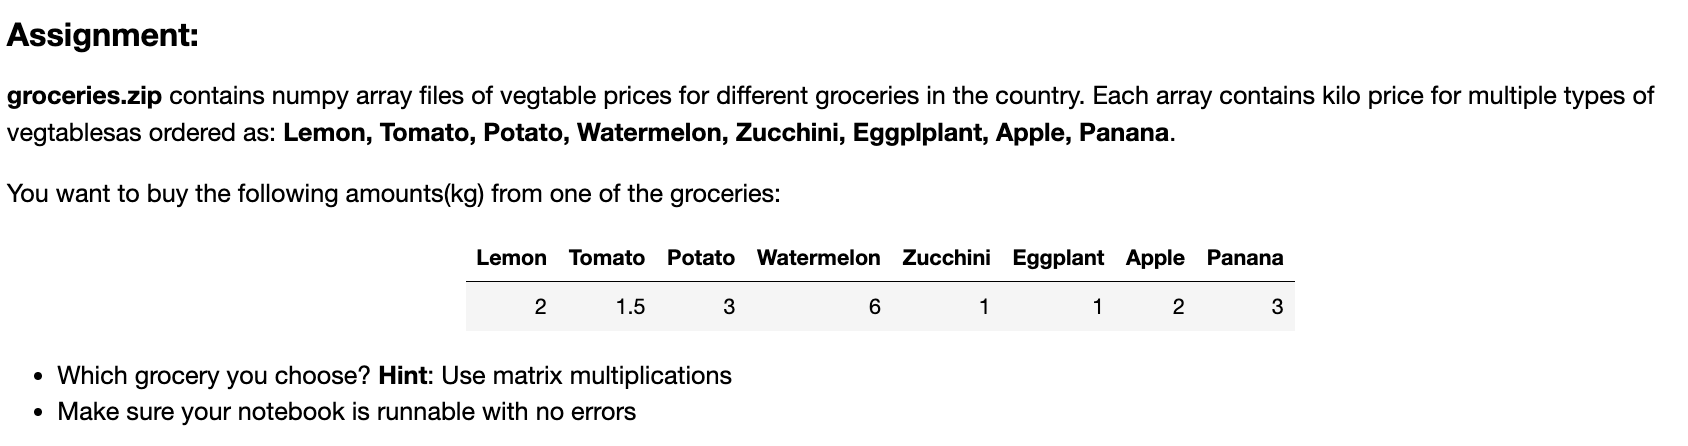 Assignment:
groceries.zip contains numpy array files of vegtable prices for different groceries in the country. Each array contains kilo price for multiple types of
vegtablesas ordered as: Lemon, Tomato, Potato, Watermelon, Zucchini, Eggplplant, Apple, Panana.
You want to buy the following amounts(kg) from one of the groceries:
Lemon Tomato Potato Watermelon Zucchini Eggplant Apple Panana
2 1.5 3 6 1 1 2 3
• Which grocery you choose? Hint: Use matrix multiplications
• Make sure your notebook is runnable with no errors